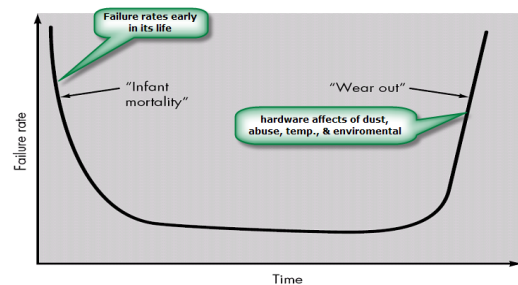 Failure rates early
in its life
“Infant
mortality”
“Wear out”
hardware affects of dust,
abuse, temp., & enviromental
Failure rate
Time